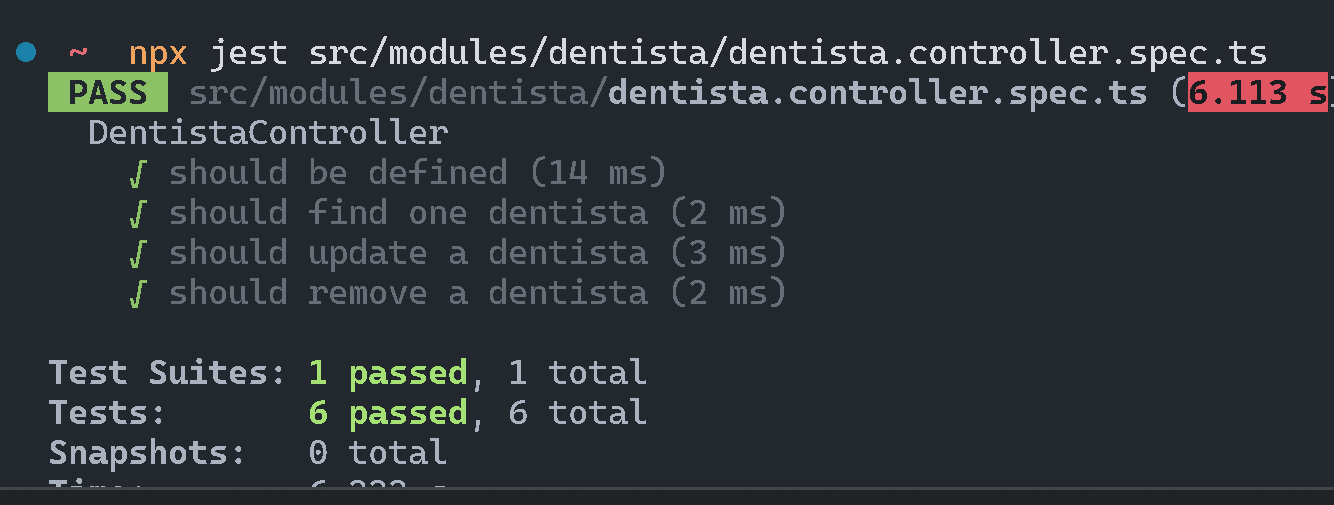 ~ npx jest src/modules/dentista/dentista.controller.spec.ts
PASS src/modules/dentista/dentista.controller.spec.ts (6.113 s)
DentistaController
√ should be defined (14 ms)
√ should find one dentista (2 ms)
√ should update a dentista (3 ms)
√ should remove a dentista (2 ms)
Test Suites: 1 passed, 1 total
Tests: 6 passed, 6 total
Snapshots: 0 total